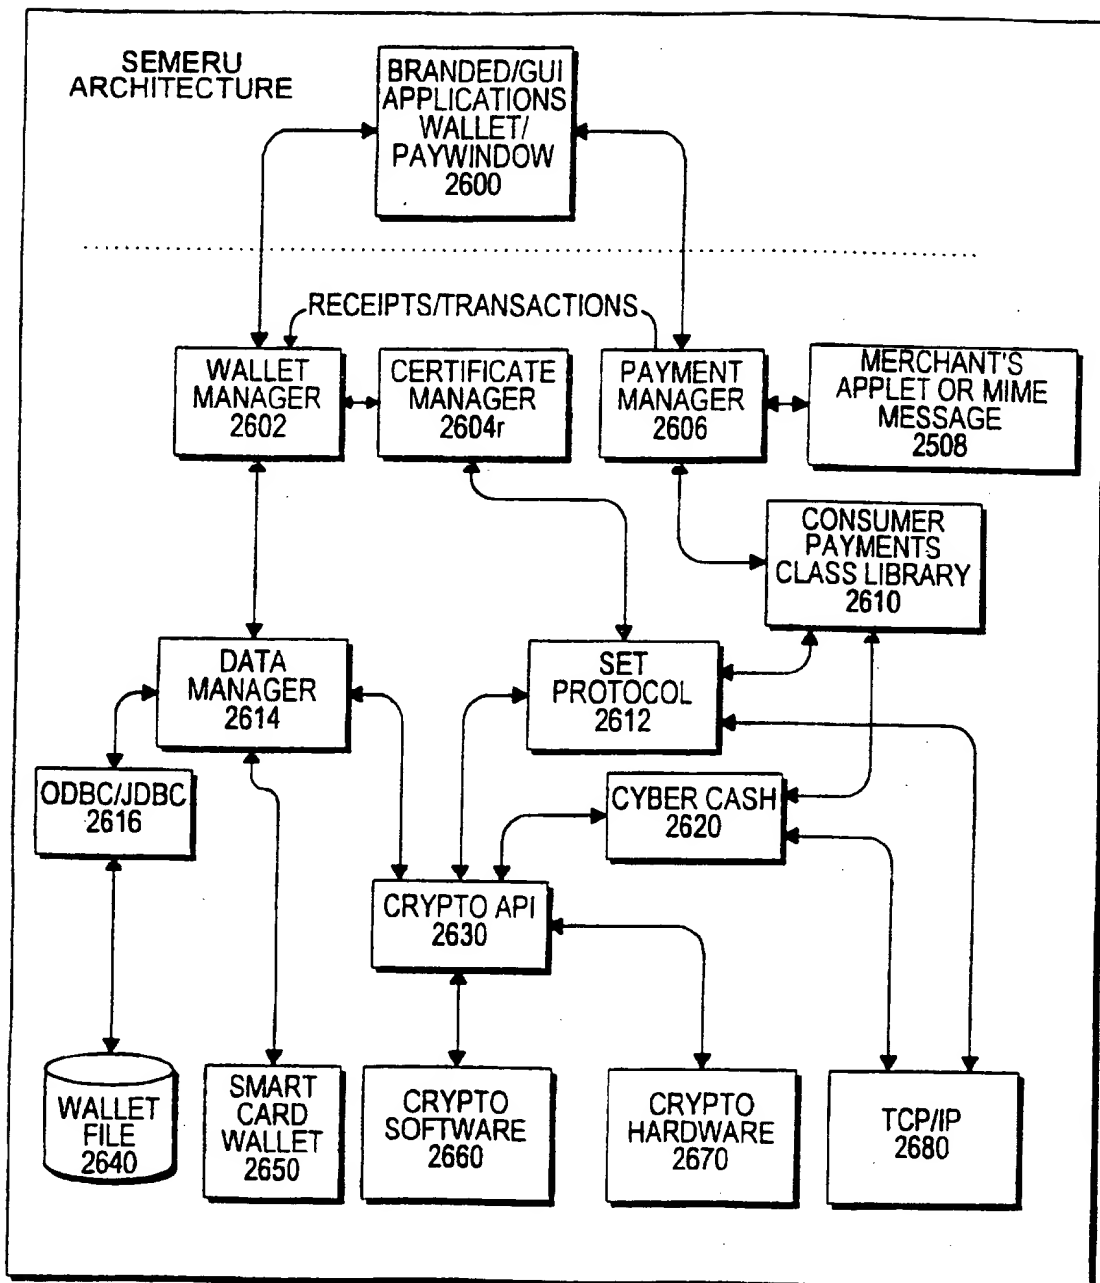 SEMERU
ARCHITECTURE
BRANDED/GUI
APPLICATIONS
WALLET/
PAYWINDOW
2600
RECEIPTS/TRANSACTIONS
WALLET
MANAGER
2602
CERTIFICATE
MANAGER
2604r
PAYMENT
MANAGER
2606
MERCHANT'S
APPLET OR MIME
MESSAGE
2508
CONSUMER
PAYMENTS
CLASS LIBRARY
2610
DATA
MANAGER
2614
SET
PROTOCOL
2612
ODBC/JDBC
2616
CYBER CASH
2620
CRYPTO API
2630
WALLET
FILE
2640
SMART
CARD
WALLET
2650
CRYPTO
SOFTWARE
2660
CRYPTO
HARDWARE
2670
TCP/IP
2680